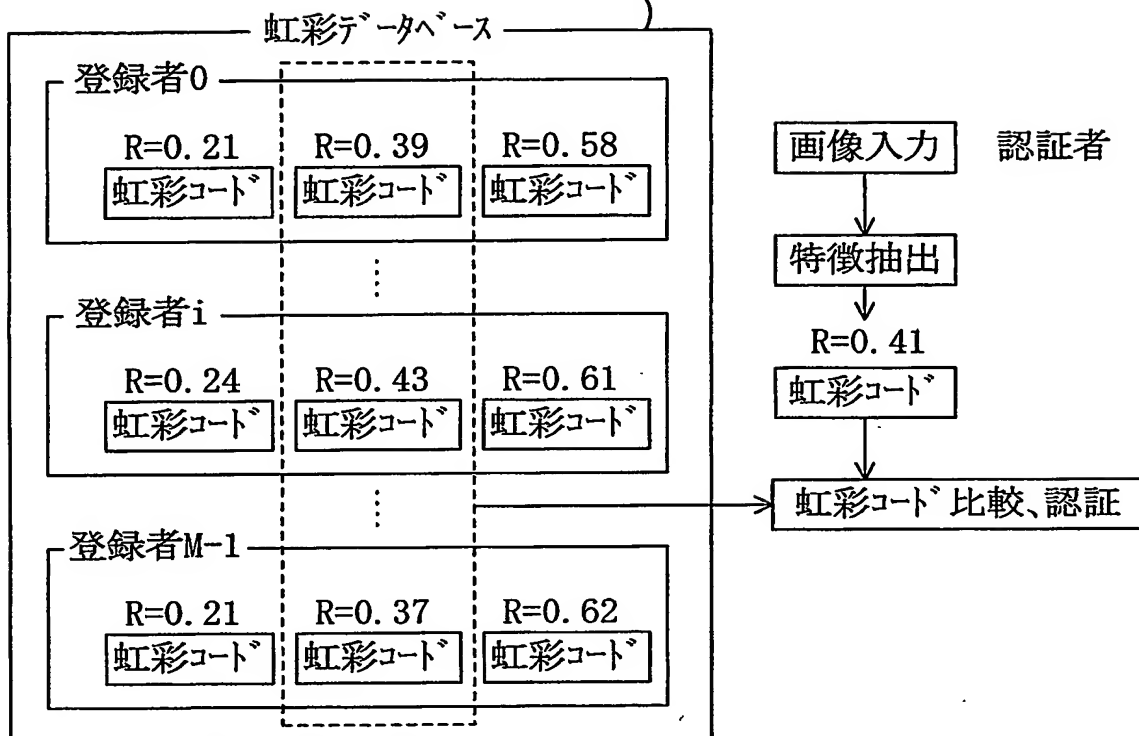 虹彩データベース
登録者0
R=0.21 R=0.39 R=0.58
虹彩コード 虹彩コード 虹彩コード
⋮
登録者i
R=0.24 R=0.43 R=0.61
虹彩コード 虹彩コード 虹彩コード
⋮
登録者M-1
R=0.21 R=0.37 R=0.62
虹彩コード 虹彩コード 虹彩コード
画像入力 認証者
特徴抽出
R=0.41
虹彩コード
虹彩コード比較、認証